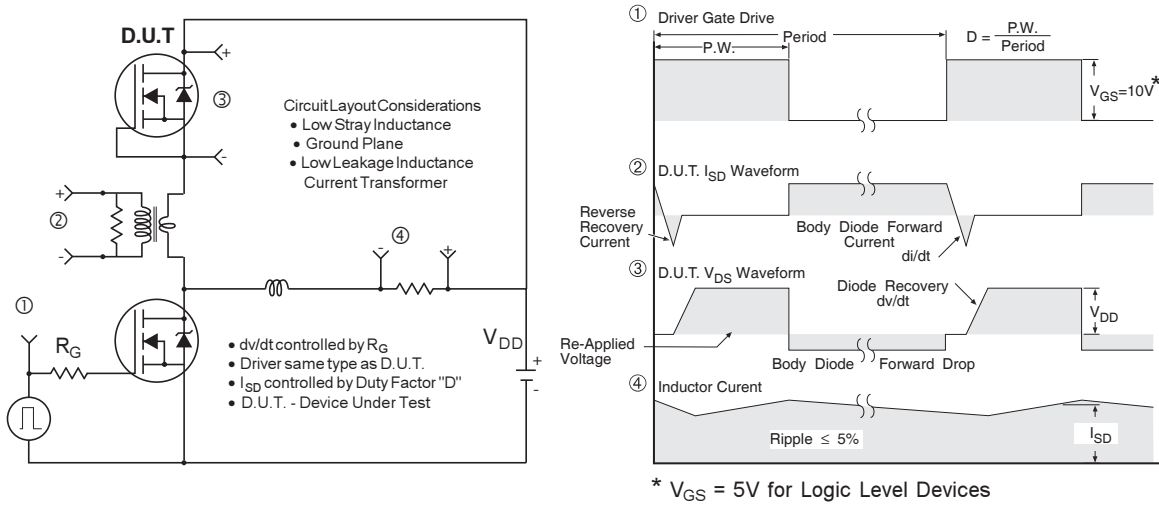 D.U.T
+
③
-
Circuit Layout Considerations
• Low Stray Inductance
• Ground Plane
• Low Leakage Inductance
Current Transformer
+
②
-
④
-
+
①
R_G
• dv/dt controlled by R_G
• Driver same type as D.U.T.
• I_SD controlled by Duty Factor "D"
• D.U.T. - Device Under Test
V_DD
+
-
① Driver Gate Drive
P.W.
Period
D = P.W. / Period
V_GS=10V *
② D.U.T. I_SD Waveform
Reverse
Recovery
Current
Body Diode Forward
Current
di/dt
③ D.U.T. V_DS Waveform
Diode Recovery
dv/dt
V_DD
Re-Applied
Voltage
Body Diode Forward Drop
④ Inductor Curent
Ripple ≤ 5%
I_SD
* V_GS = 5V for Logic Level Devices